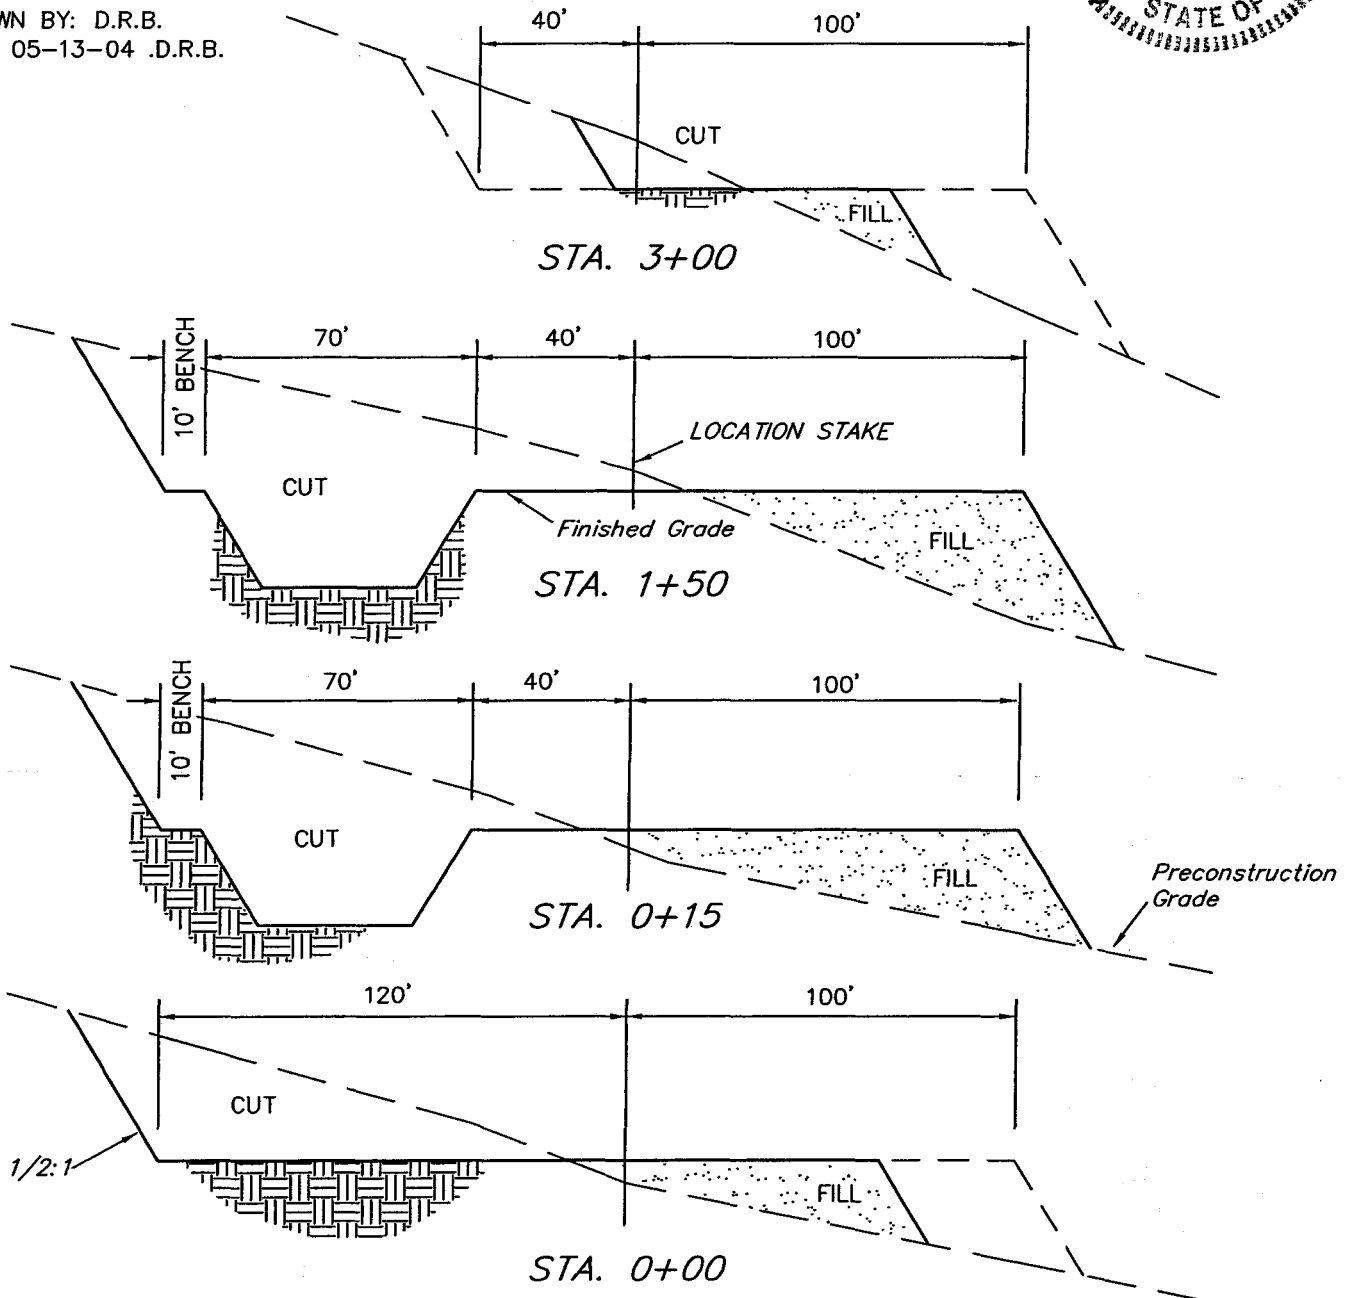 WN BY: D.R.B.
05-13-04 .D.R.B.
STATE OF
40'
100'
CUT
FILL
STA. 3+00
10' BENCH
70'
40'
100'
LOCATION STAKE
CUT
Finished Grade
FILL
STA. 1+50
10' BENCH
70'
40'
100'
CUT
FILL
Preconstruction
Grade
STA. 0+15
120'
100'
CUT
1/2:1
FILL
STA. 0+00